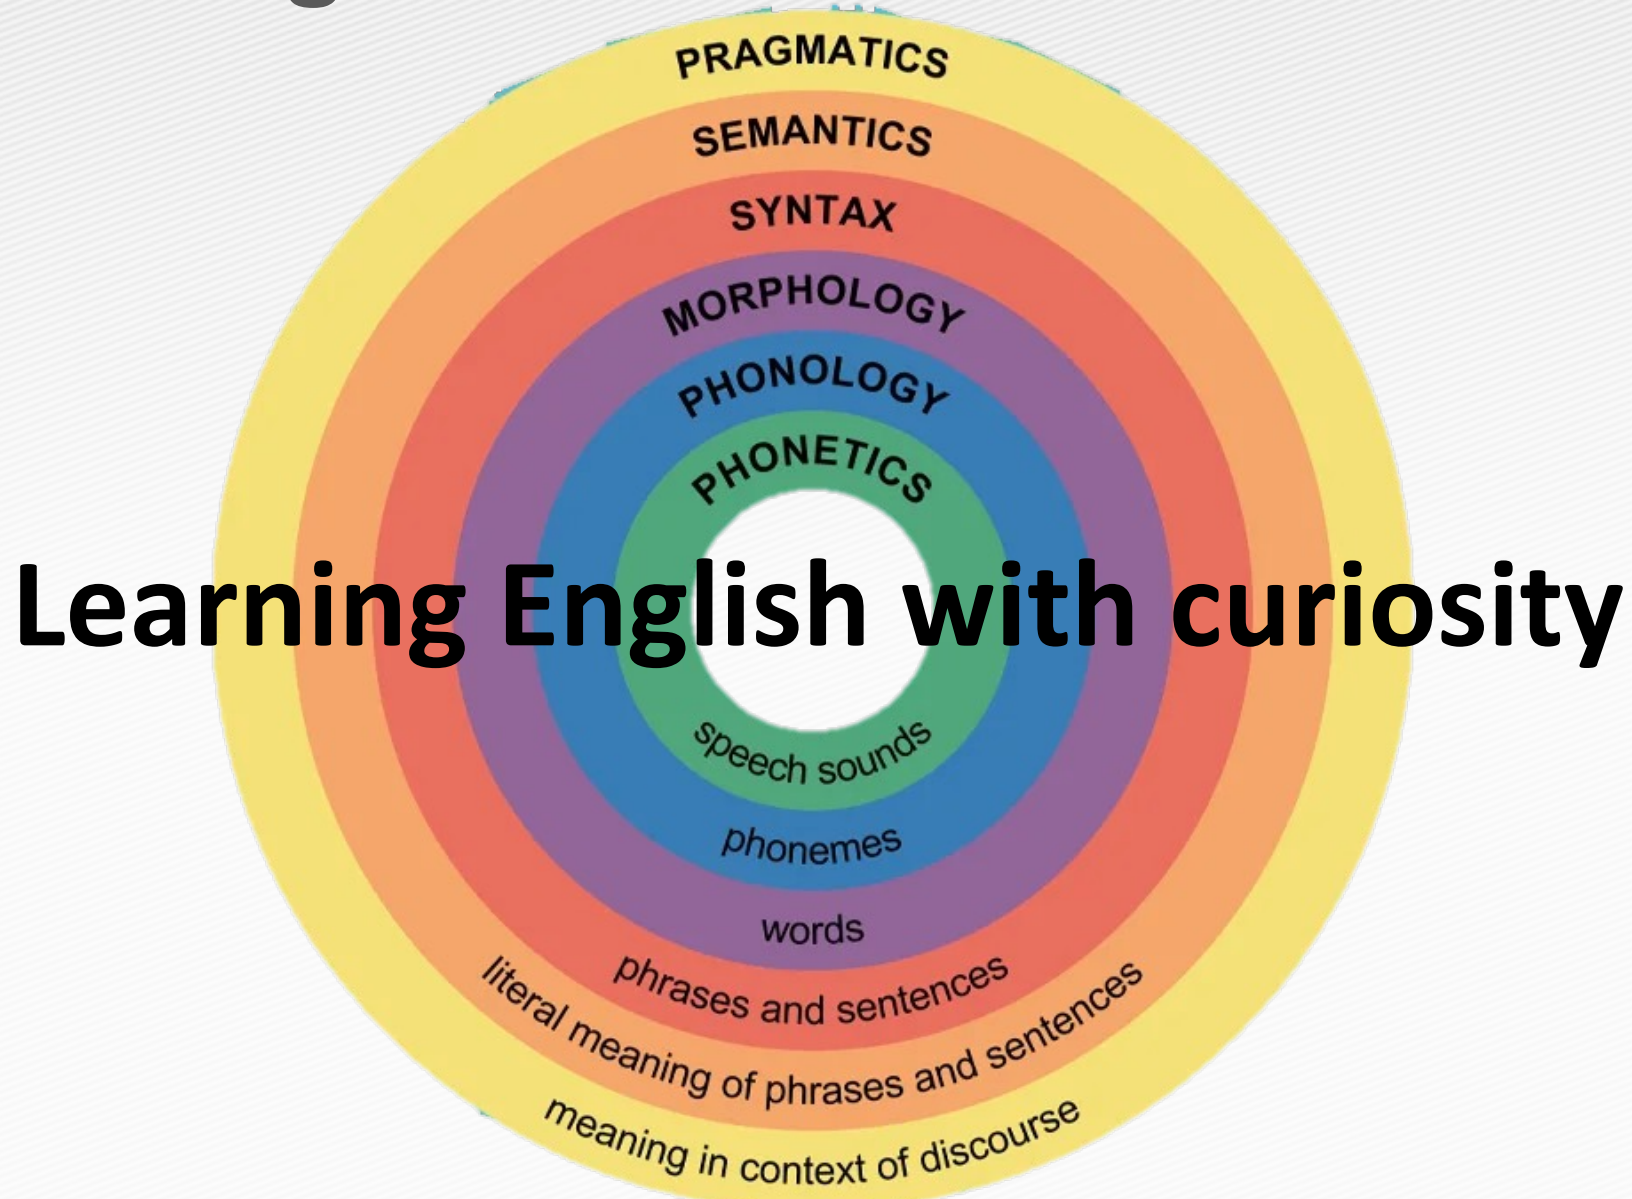 PRAGMATICS
SEMANTICS
SYNTAX
MORPHOLOGY
PHONOLOGY
PHONETICS
Learning English with curiosity
speech sounds
phonemes
words
phrases and sentences
literal meaning of phrases and sentences
meaning in context of discourse